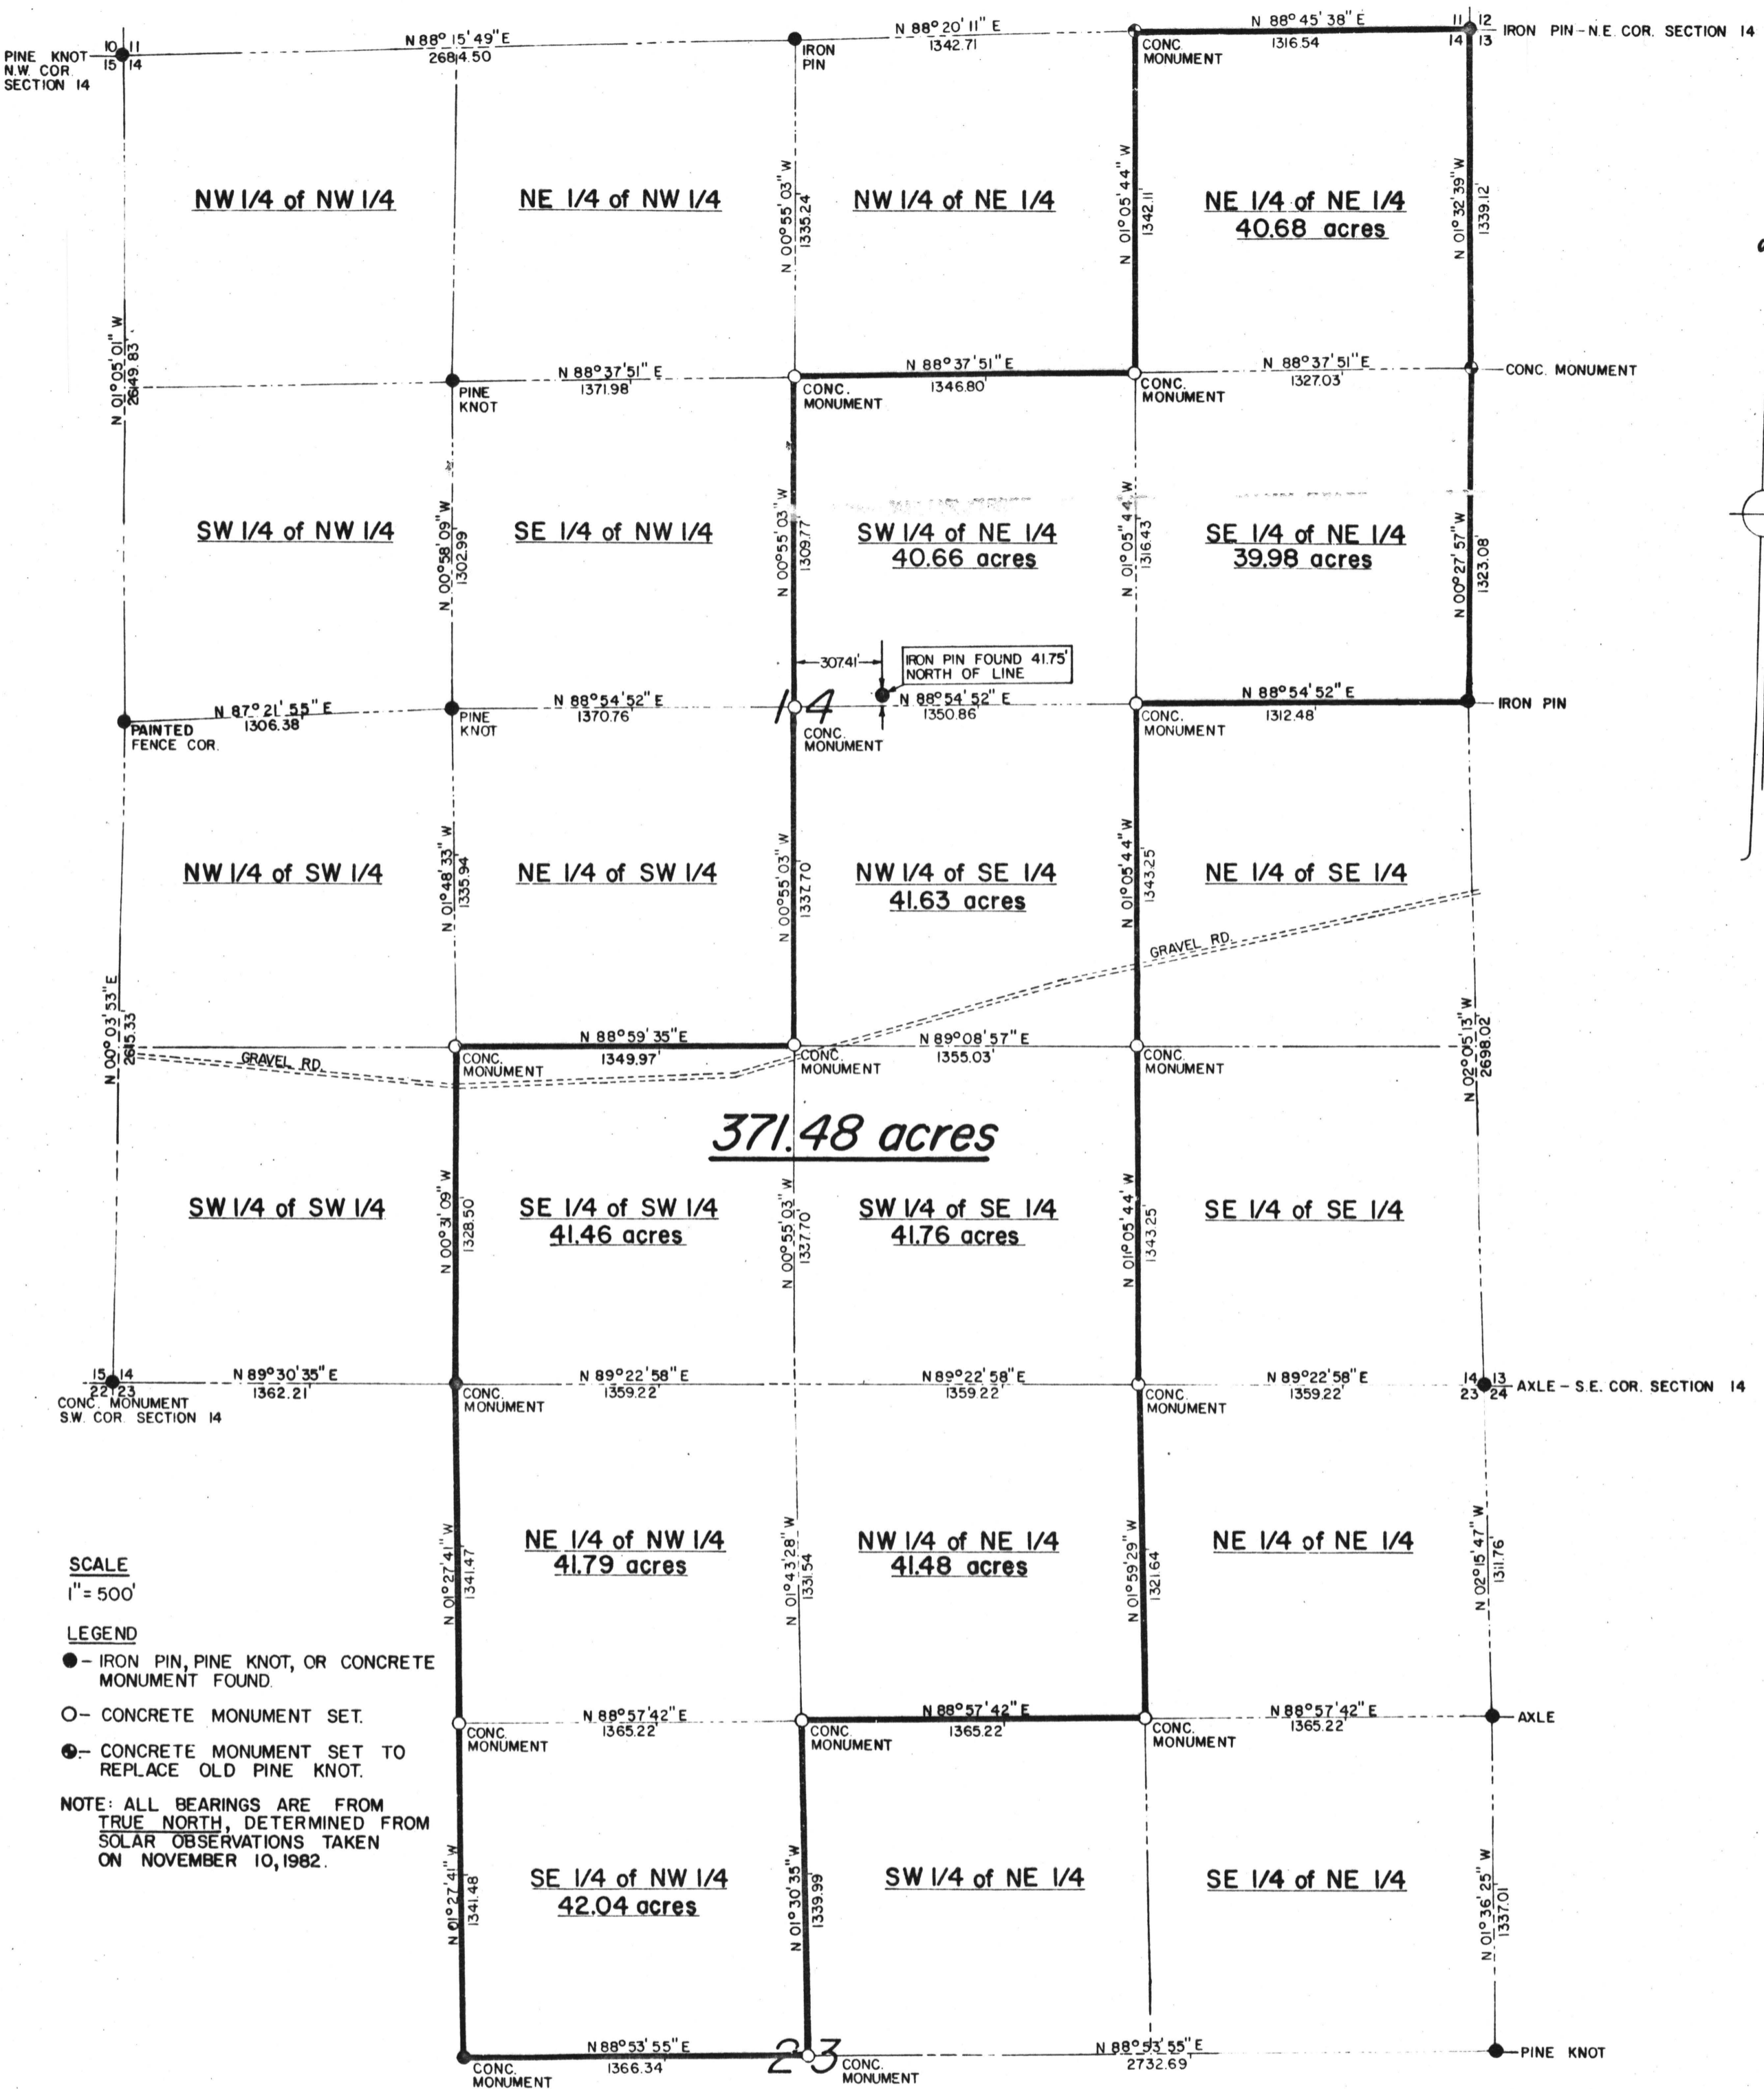 N 88° 15' 49" E
2684.50
N 88° 20' 11" E
1342.71
N 88° 45' 38" E
1316.54
10 11
15 14
PINE KNOT
N.W. COR.
SECTION 14
IRON
PIN
CONC.
MONUMENT
11 12
14 13
IRON PIN - N.E. COR. SECTION 14
NW 1/4 of NW 1/4
NE 1/4 of NW 1/4
N 00° 55' 03" W
1335.24'
NW 1/4 of NE 1/4
N 01° 05' 44" W
1342.11'
NE 1/4 of NE 1/4
40.68 acres
N 01° 32' 39" W
1339.12'
N 01° 05' 01" W
2649.83'
N 88° 37' 51" E
1371.98'
N 88° 37' 51" E
1346.80'
N 88° 37' 51" E
1327.03'
PINE
KNOT
CONC.
MONUMENT
CONC.
MONUMENT
CONC. MONUMENT
SW 1/4 of NW 1/4
N 00° 58' 09" W
1302.99'
SE 1/4 of NW 1/4
N 00° 55' 03" W
1309.77'
SW 1/4 of NE 1/4
40.66 acres
N 01° 05' 44" W
1316.43'
SE 1/4 of NE 1/4
39.98 acres
N 00° 27' 57" W
1323.08'
307.41'
IRON PIN FOUND 41.75'
NORTH OF LINE
N 87° 21' 55" E
1306.38'
N 88° 54' 52" E
1370.76'
14
N 88° 54' 52" E
1350.86'
N 88° 54' 52" E
1312.48'
PAINTED
FENCE COR.
PINE
KNOT
CONC.
MONUMENT
CONC.
MONUMENT
IRON PIN
NW 1/4 of SW 1/4
N 01° 48' 33" W
1335.94
NE 1/4 of SW 1/4
N 00° 55' 03" W
1337.70'
NW 1/4 of SE 1/4
41.63 acres
N 01° 05' 44" W
1343.25'
NE 1/4 of SE 1/4
GRAVEL RD.
N 00° 03' 53" E
N 02° 05' 13" W
2698.02'
GRAVEL RD.
N 88° 59' 35" E
1349.97'
N 89° 08' 57" E
1355.03'
CONC.
MONUMENT
CONC.
MONUMENT
CONC.
MONUMENT
371.48 acres
SW 1/4 of SW 1/4
N 00° 31' 09" W
1328.50'
SE 1/4 of SW 1/4
41.46 acres
N 00° 55' 03" W
1337.70'
SW 1/4 of SE 1/4
41.76 acres
N 01° 05' 44' W
1343.25'
SE 1/4 of SE 1/4
15 14
22 23
CONC. MONUMENT
S.W. COR. SECTION 14
N 89° 30' 35" E
1362.21'
N 89° 22' 58" E
1359.22'
N 89° 22' 58" E
1359.22'
N 89° 22' 58" E
1359.22'
CONC.
MONUMENT
CONC.
MONUMENT
14 13
23 24
AXLE - S.E. COR. SECTION 14
N 01° 27' 41" W
1341.47'
NE 1/4 of NW 1/4
41.79 acres
N 01° 43' 28" W
1331.54
NW 1/4 of NE 1/4
41.48 acres
N 01° 59' 29" W
1321.64'
NE 1/4 of NE 1/4
N 02° 15' 47" W
1311.76'
SCALE
1" = 500'
LEGEND
- IRON PIN, PINE KNOT, OR CONCRETE
MONUMENT FOUND.
- CONCRETE MONUMENT SET.
- CONCRETE MONUMENT SET TO
REPLACE OLD PINE KNOT.
NOTE: ALL BEARINGS ARE FROM
TRUE NORTH, DETERMINED FROM
SOLAR OBSERVATIONS TAKEN
ON NOVEMBER 10, 1982.
N 88° 57' 42" E
1365.22'
N 88° 57' 42" E
1365.22'
N 88° 57' 42" E
1365.22'
CONC.
MONUMENT
CONC.
MONUMENT
CONC.
MONUMENT
AXLE
N 01° 27' 41" W
1341.48'
SE 1/4 of NW 1/4
42.04 acres
N 01° 30' 35" W
1339.99'
SW 1/4 of NE 1/4
SE 1/4 of NE 1/4
N 01° 36' 25" W
1337.01
N 88° 53' 55" E
1366.34'
23
N 88° 53' 55" E
2732.69'
CONC.
MONUMENT
CONC.
MONUMENT
PINE KNOT